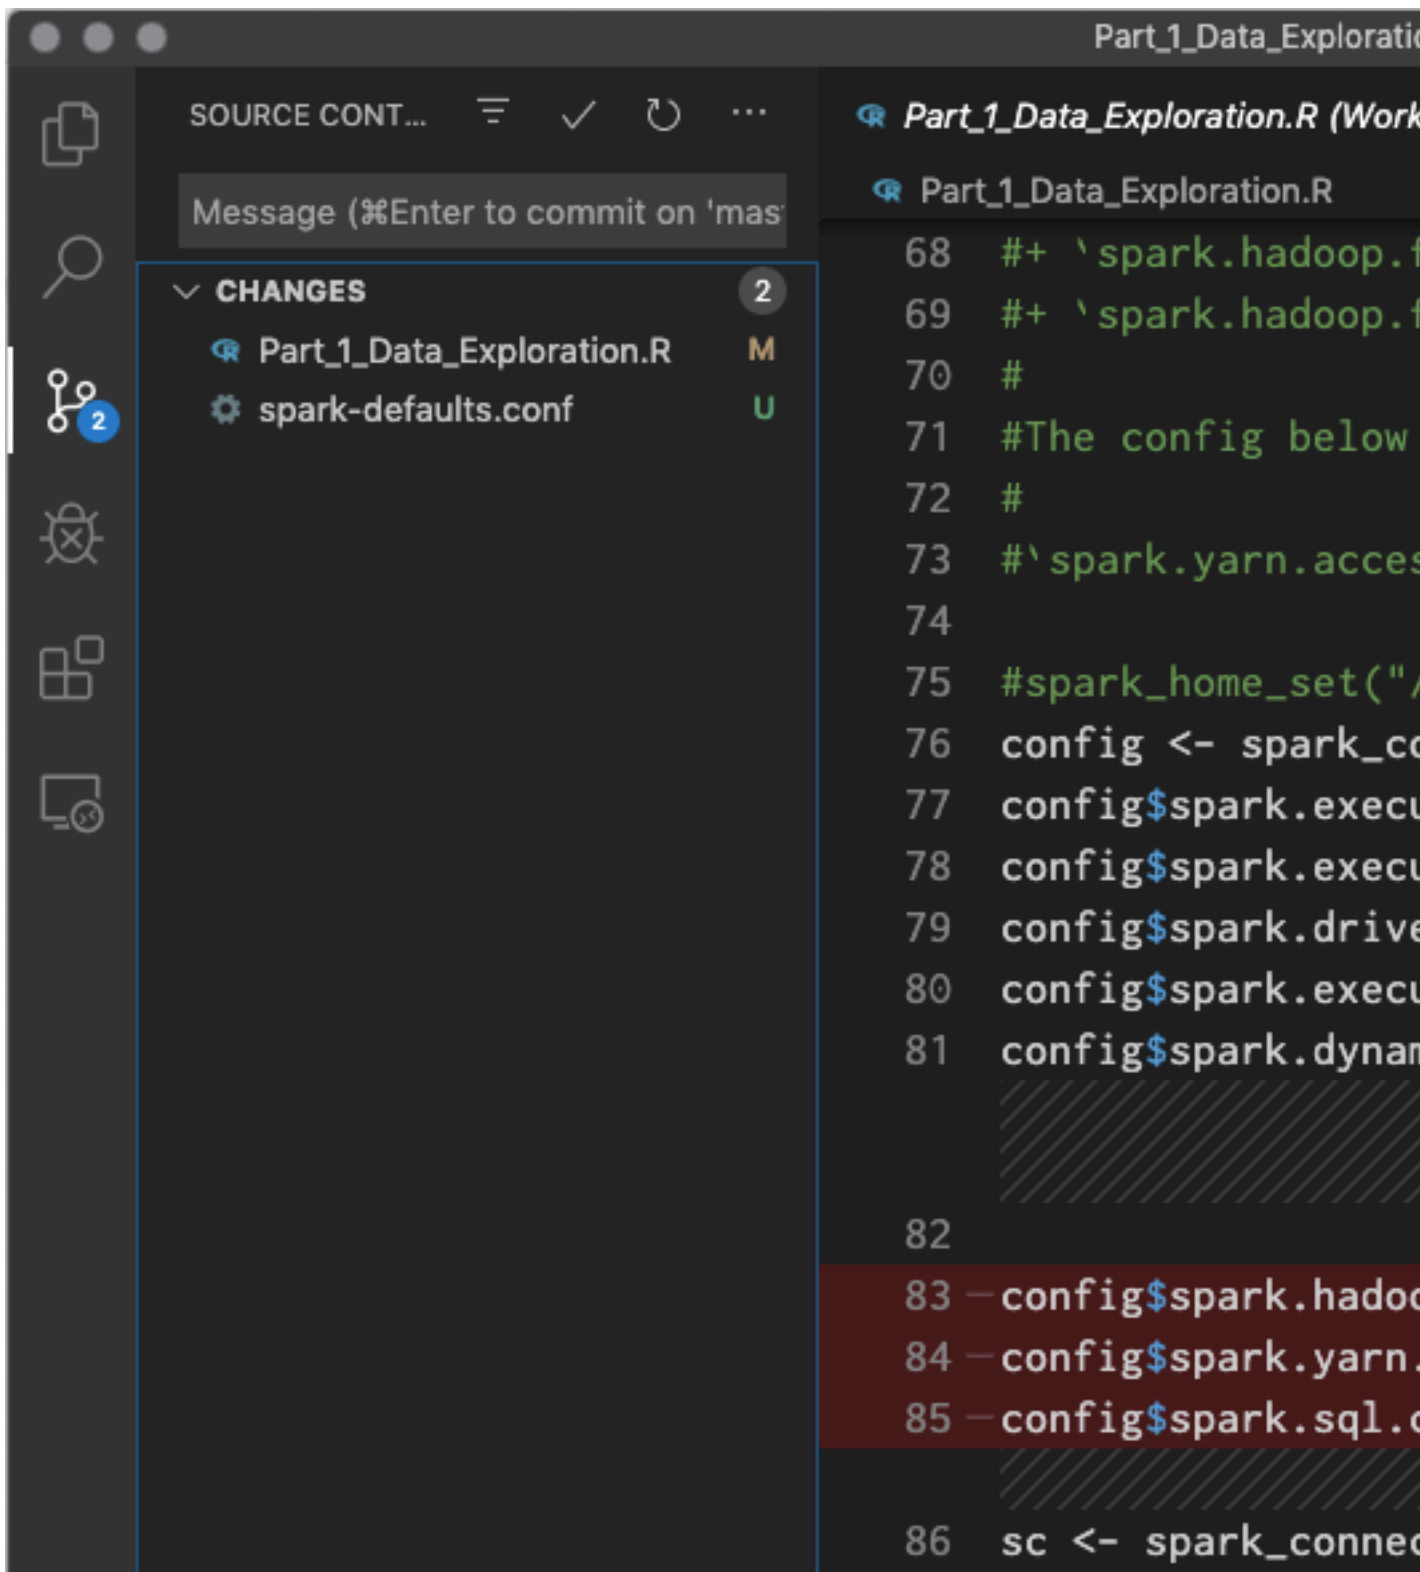 Part_1_Data_Exploratio
SOURCE CONT...
Message (⌘Enter to commit on 'mas
CHANGES 2
Part_1_Data_Exploration.R M
spark-defaults.conf U
2
Part_1_Data_Exploration.R (Work
Part_1_Data_Exploration.R
68 #+ `spark.hadoop.f
69 #+ `spark.hadoop.f
70 #
71 #The config below
72 #
73 #`spark.yarn.acces
74
75 #spark_home_set("/
76 config <- spark_co
77 config$spark.execu
78 config$spark.execu
79 config$spark.drive
80 config$spark.execu
81 config$spark.dynam
82
83 —config$spark.hadoo
84 —config$spark.yarn.
85 —config$spark.sql.c
86 sc <- spark_connec